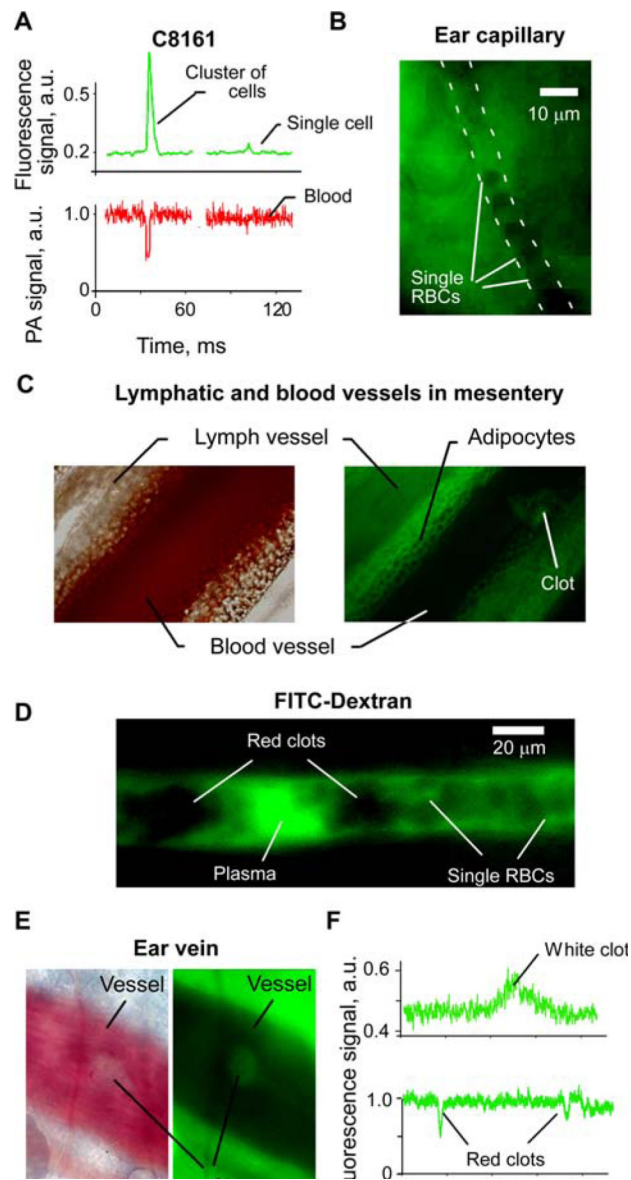 A
C8161
Fluorescence
signal, a.u.
0.5
0.2
Cluster of
cells
Single cell
PA signal, a.u.
1.0
0
Blood
0
60
120
Time, ms
B
Ear capillary
10 μm
Single
RBCs
C
Lymphatic and blood vessels in mesentery
Lymph vessel
Adipocytes
Clot
Blood vessel
D
FITC-Dextran
Red clots
20 μm
Plasma
Single RBCs
E
Ear vein
Vessel
Vessel
F
White clot
0.6
0.4
signal, a.u.
1.0
0
Red clots